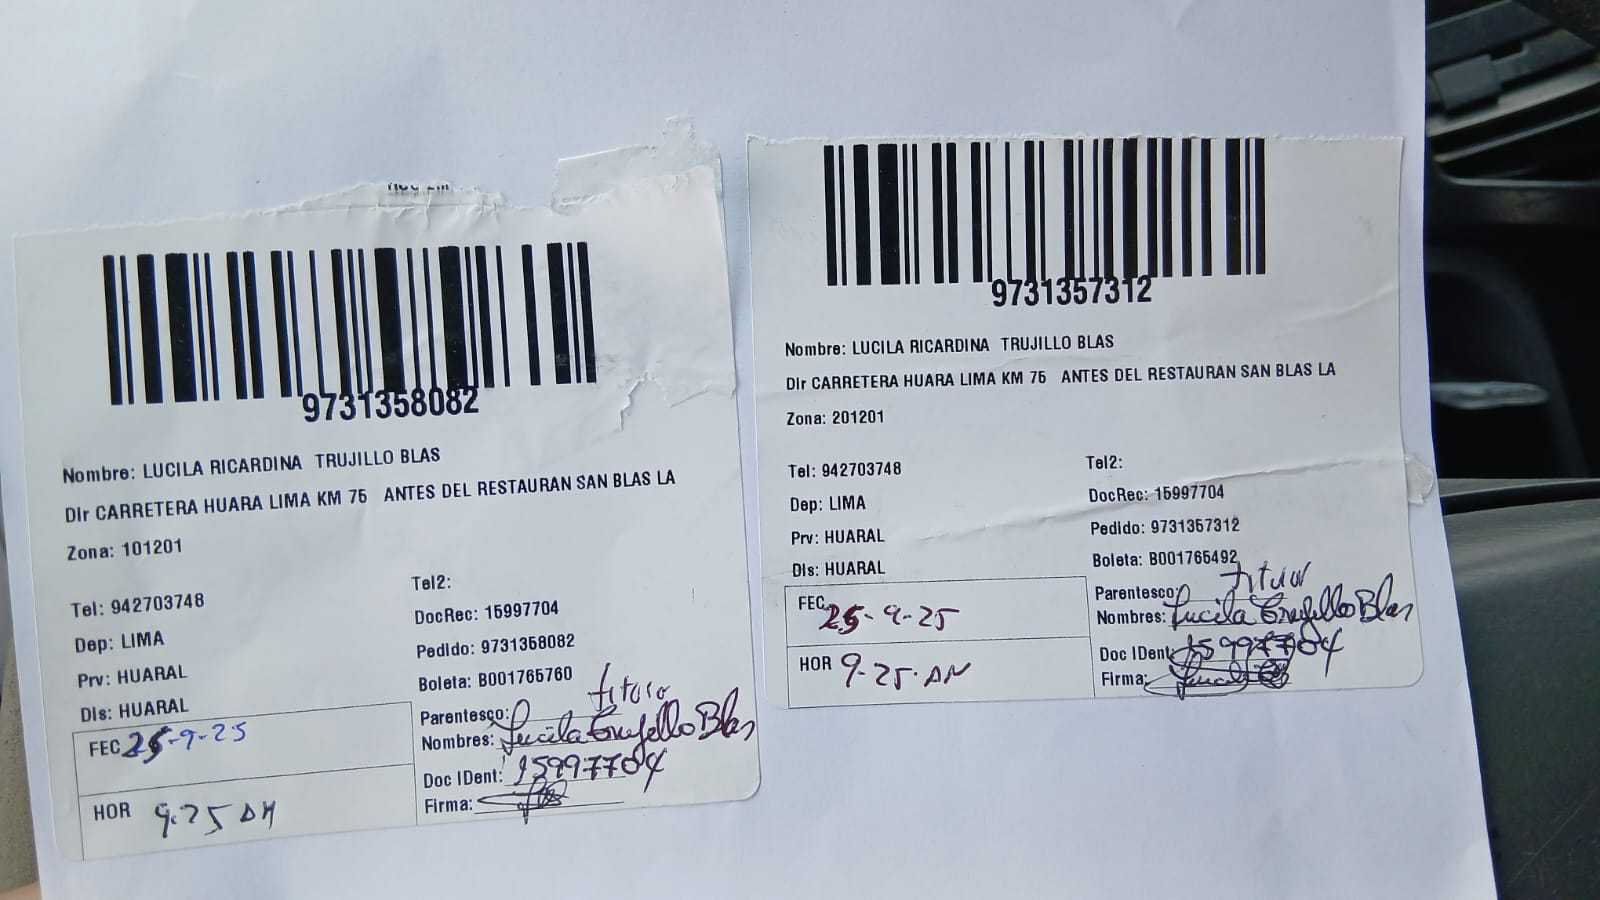 9731358082
Nombre: LUCILA RICARDINA TRUJILLO BLAS
Dir CARRETERA HUARA LIMA KM 75 ANTES DEL RESTAURAN SAN BLAS LA
Zona: 101201
Tel: 942703748
Tel2:
Dep: LIMA
DocRec: 15997704
Prv: HUARAL
Pedido: 9731358082
Dis: HUARAL
Boleta: B001765760
Parentesco: titular
FEC 25-9-25
Nombres: Lucila Trujillo Blas
Doc IDent: 15997704
HOR 9.25 AM
Firma:
9731357312
Nombre: LUCILA RICARDINA TRUJILLO BLAS
Dir CARRETERA HUARA LIMA KM 75 ANTES DEL RESTAURAN SAN BLAS LA
Zona: 201201
Tel: 942703748
Tel2:
Dep: LIMA
DocRec: 15997704
Prv: HUARAL
Pedido: 9731357312
Dis: HUARAL
Boleta: B001765492
Parentesco: titular
FEC 25-9-25
Nombres: Lucila Trujillo Blas
Doc IDent: 15997704
HOR 9-25-AM
Firma: